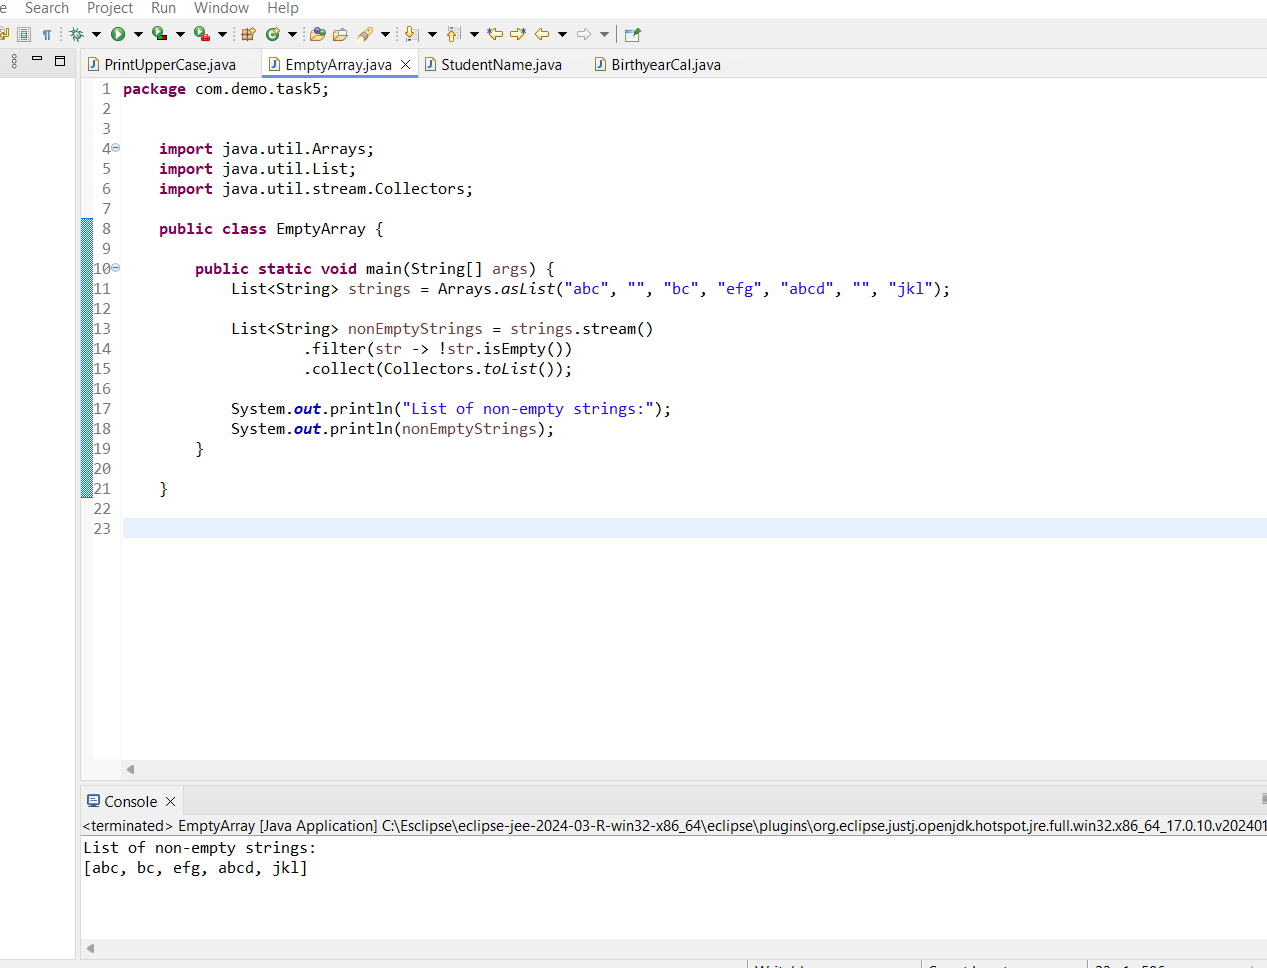 e Search Project Run Window Help
PrintUpperCase.java EmptyArray.java StudentName.java BirthyearCal.java
1 package com.demo.task5;
2
3
4 import java.util.Arrays;
5 import java.util.List;
6 import java.util.stream.Collectors;
7
8 public class EmptyArray {
9
10 public static void main(String[] args) {
11 List<String> strings = Arrays.asList("abc", "", "bc", "efg", "abcd", "", "jkl");
12
13 List<String> nonEmptyStrings = strings.stream()
14 .filter(str -> !str.isEmpty())
15 .collect(Collectors.toList());
16
17 System.out.println("List of non-empty strings:");
18 System.out.println(nonEmptyStrings);
19 }
20
21 }
22
23
Console
<terminated> EmptyArray [Java Application] C:\Esclipse\eclipse-jee-2024-03-R-win32-x86_64\eclipse\plugins\org.eclipse.justj.openjdk.hotspot.jre.full.win32.x86_64_17.0.10.v202401
List of non-empty strings:
[abc, bc, efg, abcd, jkl]